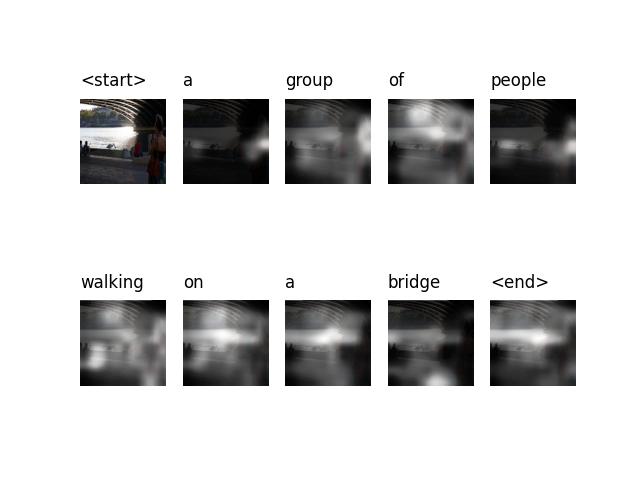 <start> a group of people
walking on a bridge <end>